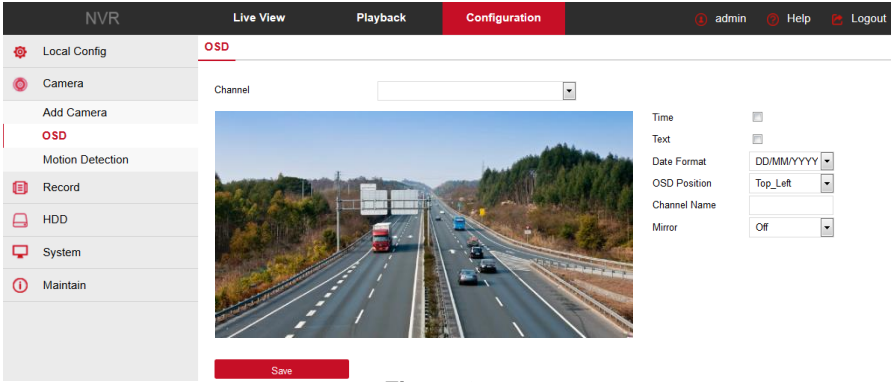 NVR Live View Playback Configuration admin Help Logout
Local Config
OSD
Camera
Channel
Add Camera
OSD
Motion Detection
Record
HDD
System
Maintain
Time
Text
Date Format DD/MM/YYYY
OSD Position Top_Left
Channel Name
Mirror Off
Save